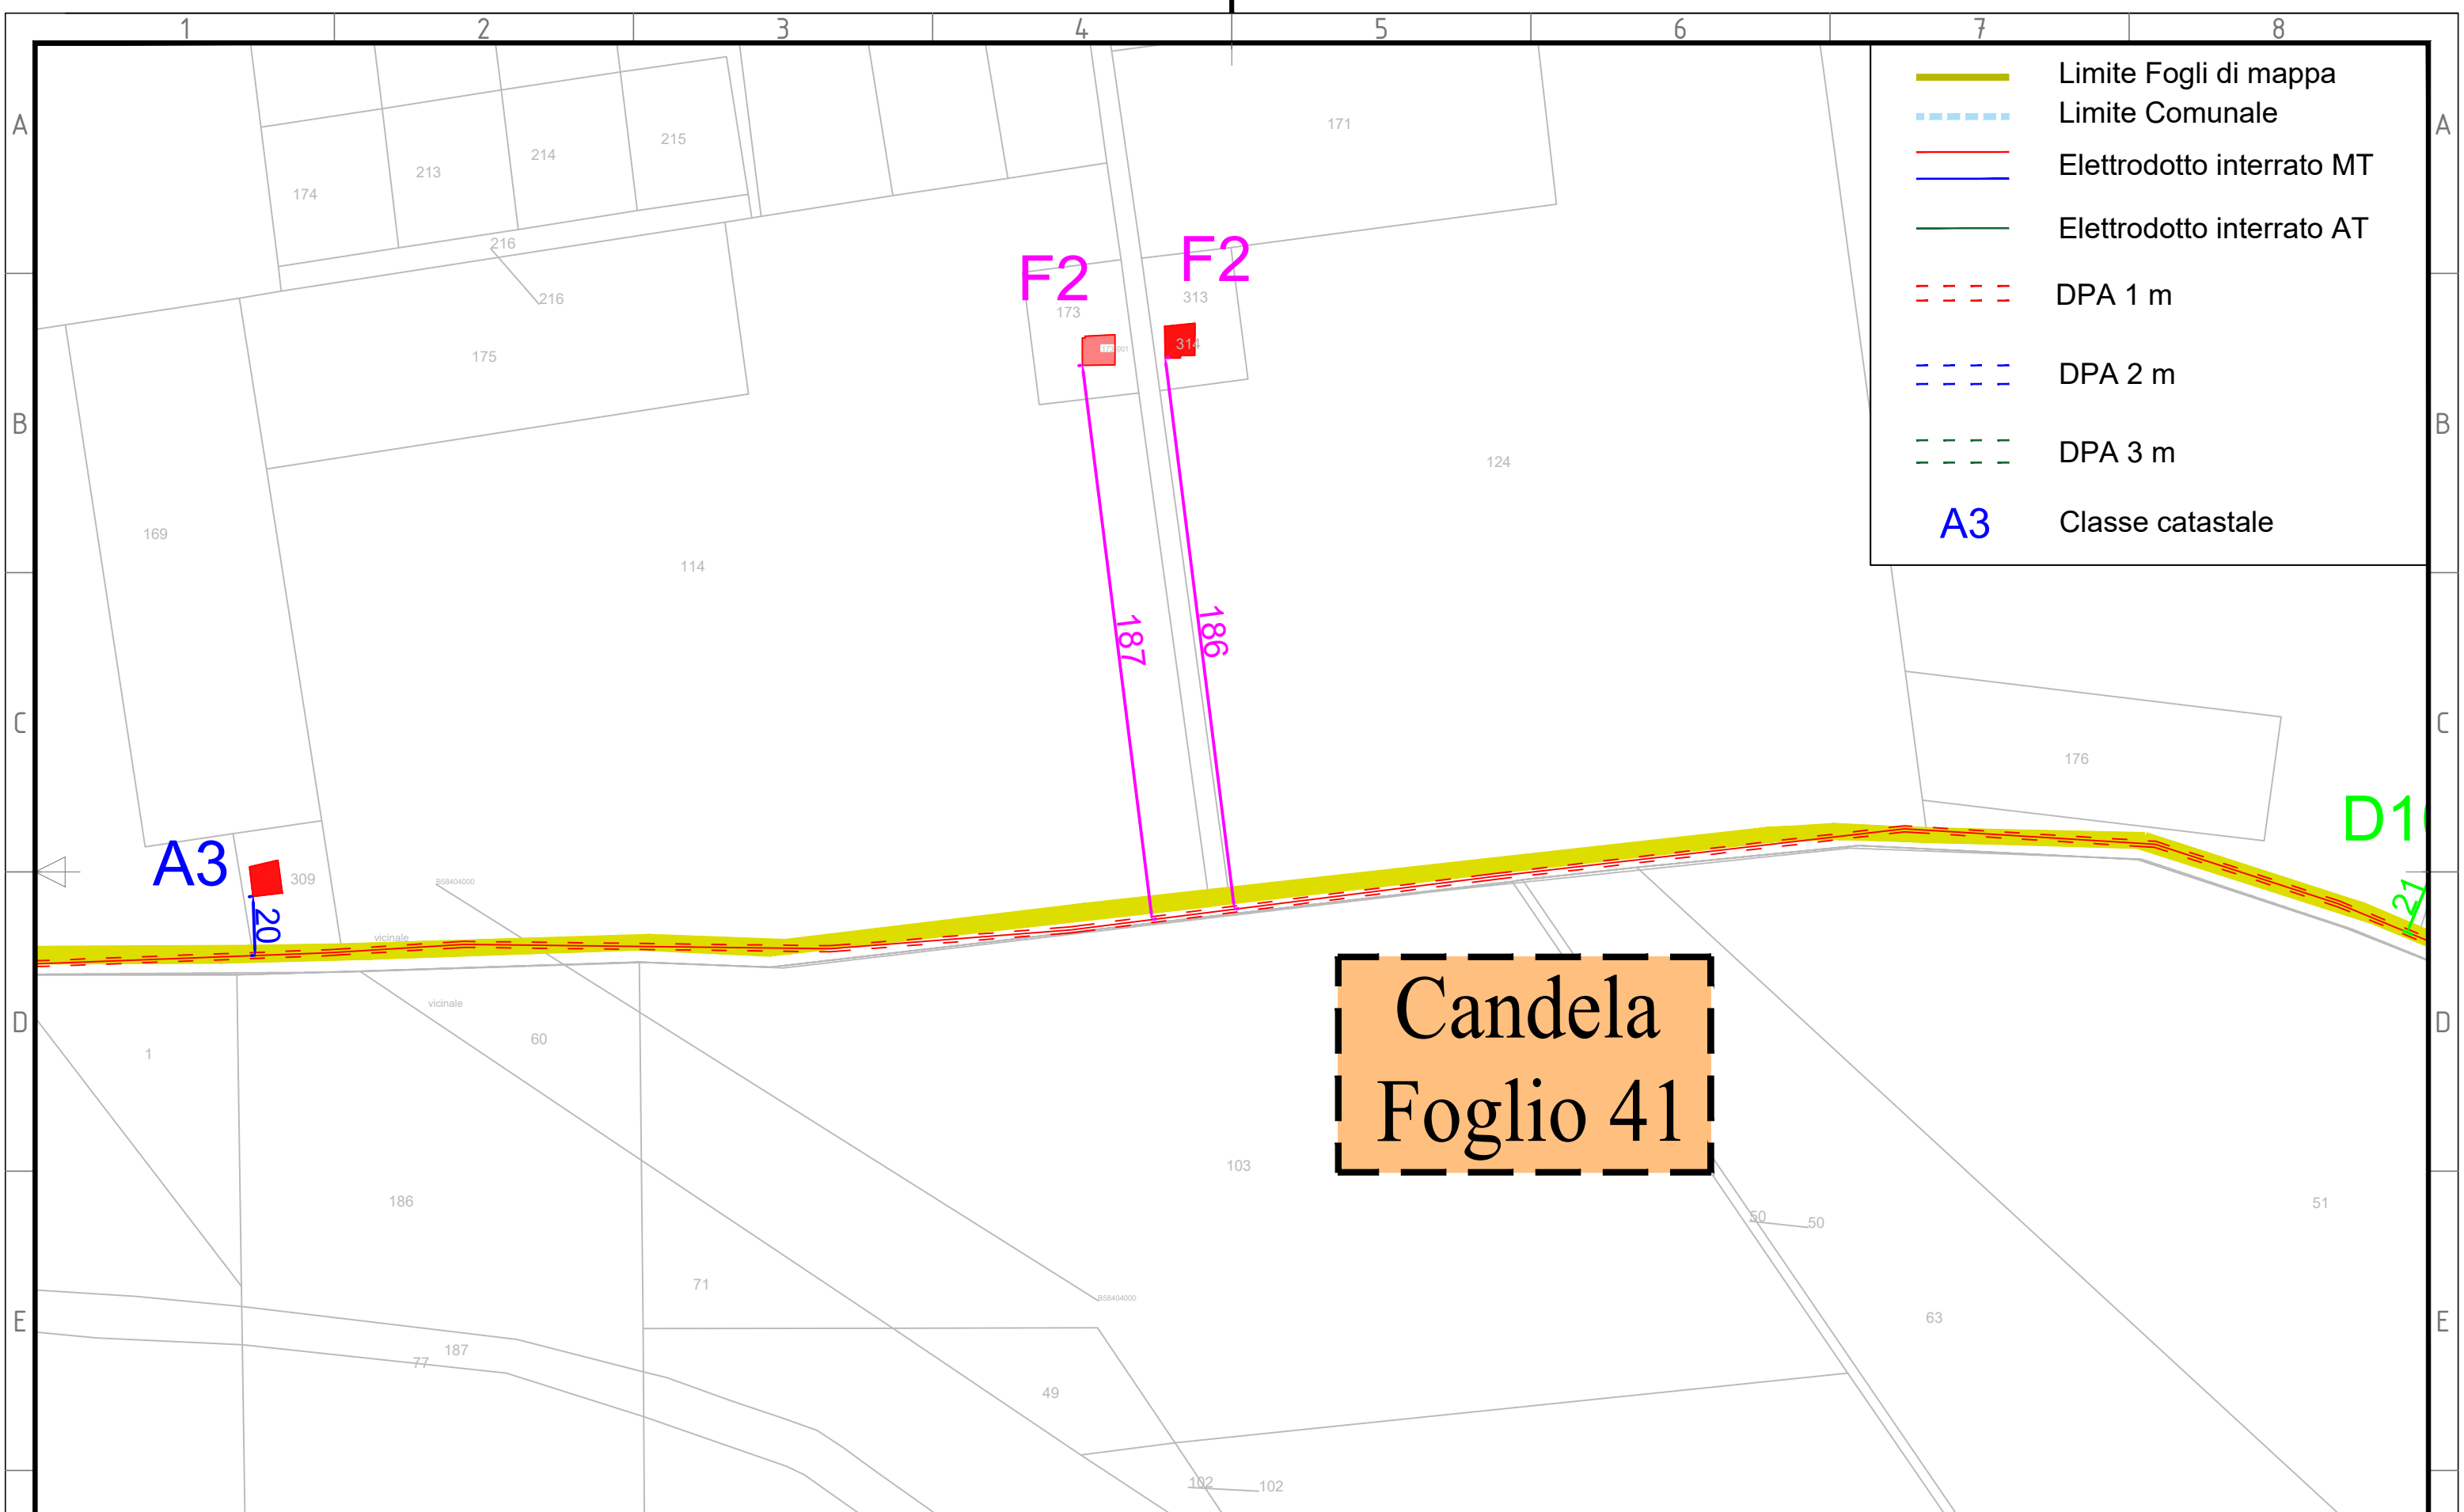 1 2 3 4 5 6 7 8
A A
B B
C C
D D
E E
Limite Fogli di mappa
Limite Comunale
Elettrodotto interrato MT
Elettrodotto interrato AT
DPA 1 m
DPA 2 m
DPA 3 m
A3 Classe catastale
171
215
214
213
174
216
216
175
F2
F2
173
313
314
124
169
114
187
186
176
D1
A3
309
20
21
B58404000
vicinale
vicinale
60
1
Candela
Foglio 41
103
186
50
50
51
71
B58404000
63
187
77
49
102
102